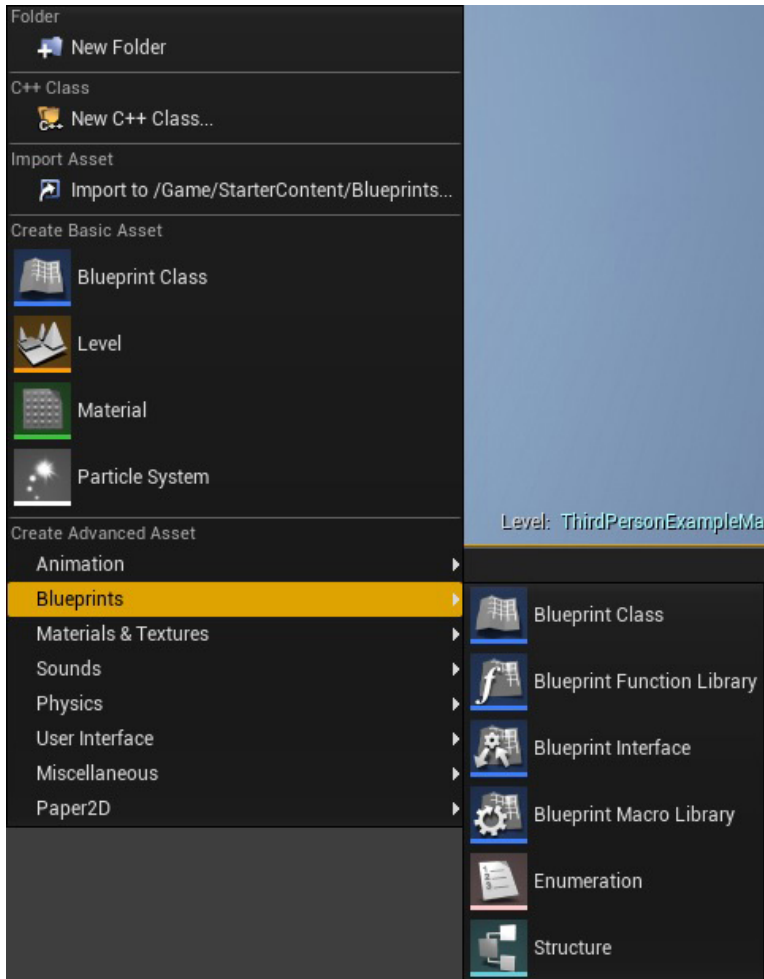 Folder
New Folder
C++ Class
New C++ Class...
Import Asset
Import to /Game/StarterContent/Blueprints...
Create Basic Asset
Blueprint Class
Level
Material
Particle System
Level: ThirdPersonExampleMa
Create Advanced Asset
Animation
Blueprints
Materials & Textures
Sounds
Physics
User Interface
Miscellaneous
Paper2D
Blueprint Class
Blueprint Function Library
Blueprint Interface
Blueprint Macro Library
Enumeration
Structure